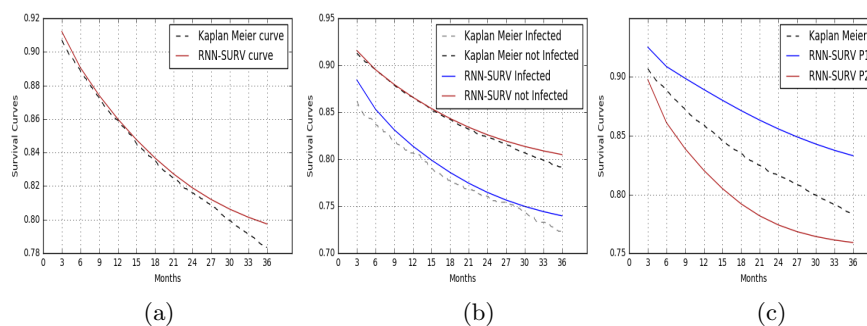 0.92
0.90
0.88
0.86
0.84
0.82
0.80
0.78
Survival Curves
Kaplan Meier curve
RNN-SURV curve
0 3 6 9 12 15 18 21 24 27 30 33 36
Months
(a)
0.95
0.90
0.85
0.80
0.75
0.70
Survival Curves
Kaplan Meier Infected
Kaplan Meier not Infected
RNN-SURV Infected
RNN-SURV not Infected
0 3 6 9 12 15 18 21 24 27 30 33 36
Months
(b)
0.90
0.85
0.80
0.75
Survival Curves
Kaplan Meier
RNN-SURV P1
RNN-SURV P2
0 3 6 9 12 15 18 21 24 27 30 33 36
Months
(c)